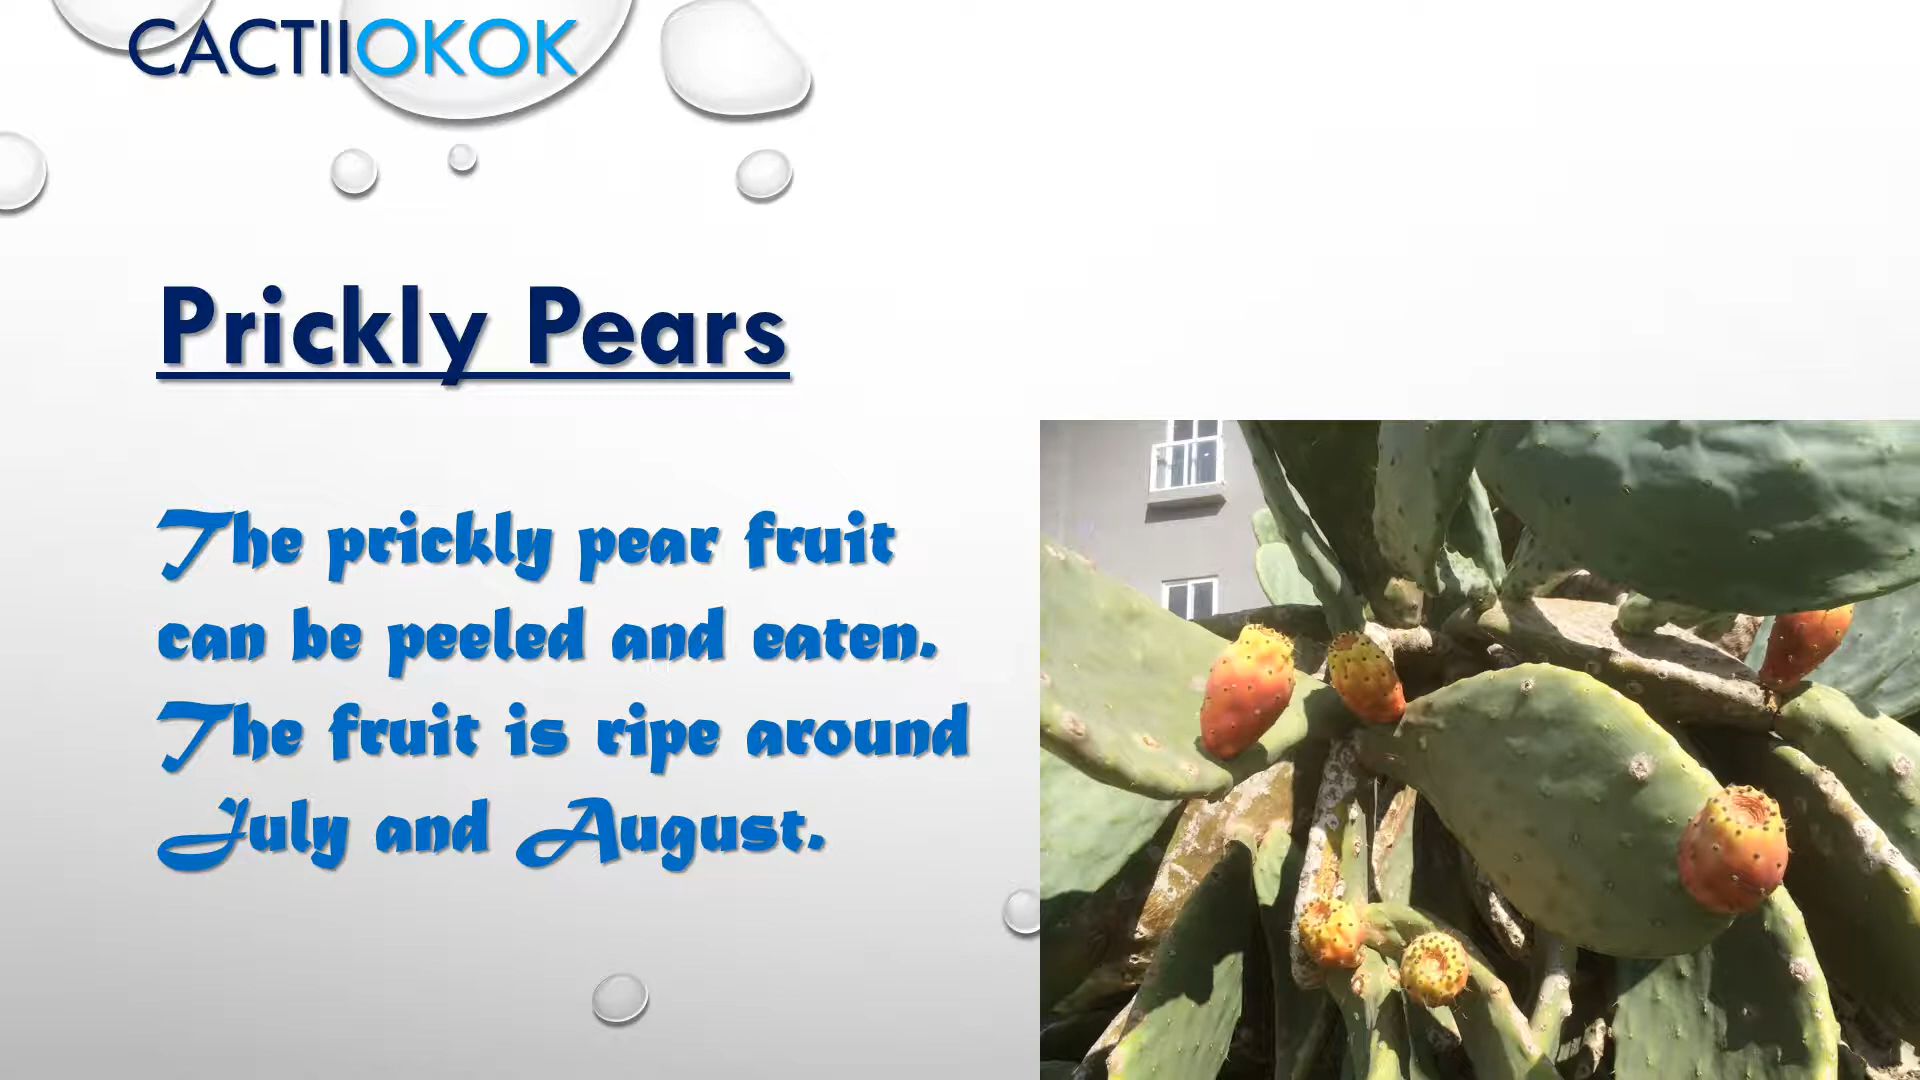 CACTIIOKOK
Prickly Pears
The prickly pear fruit
can be peeled and eaten.
The fruit is ripe around
July and August.